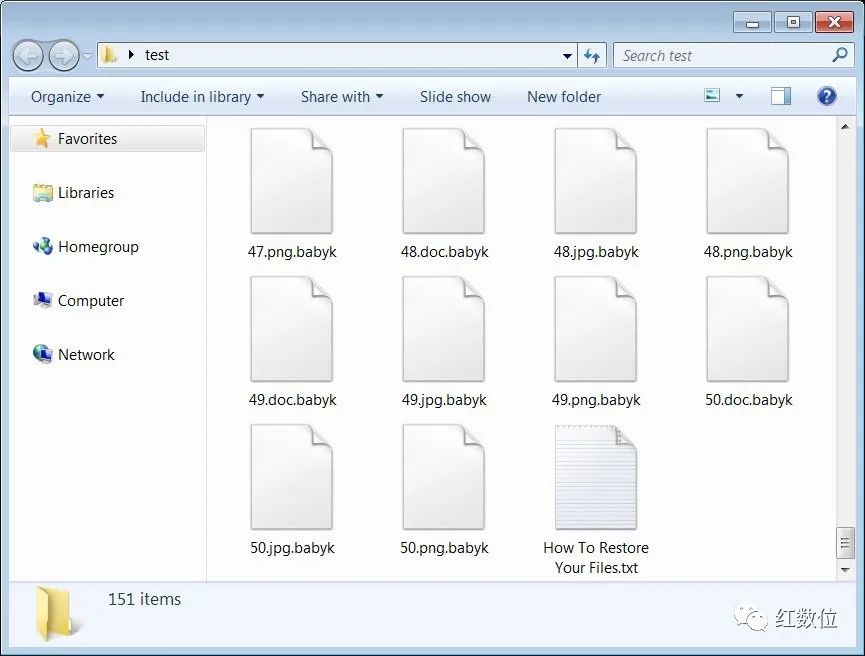 test
Search test
Organize
Include in library
Share with
Slide show
New folder
?
Favorites
Libraries
Homegroup
Computer
Network
47.png.babyk
48.doc.babyk
48.jpg.babyk
48.png.babyk
49.doc.babyk
49.jpg.babyk
49.png.babyk
50.doc.babyk
50.jpg.babyk
50.png.babyk
How To Restore
Your Files.txt
151 items
红数位